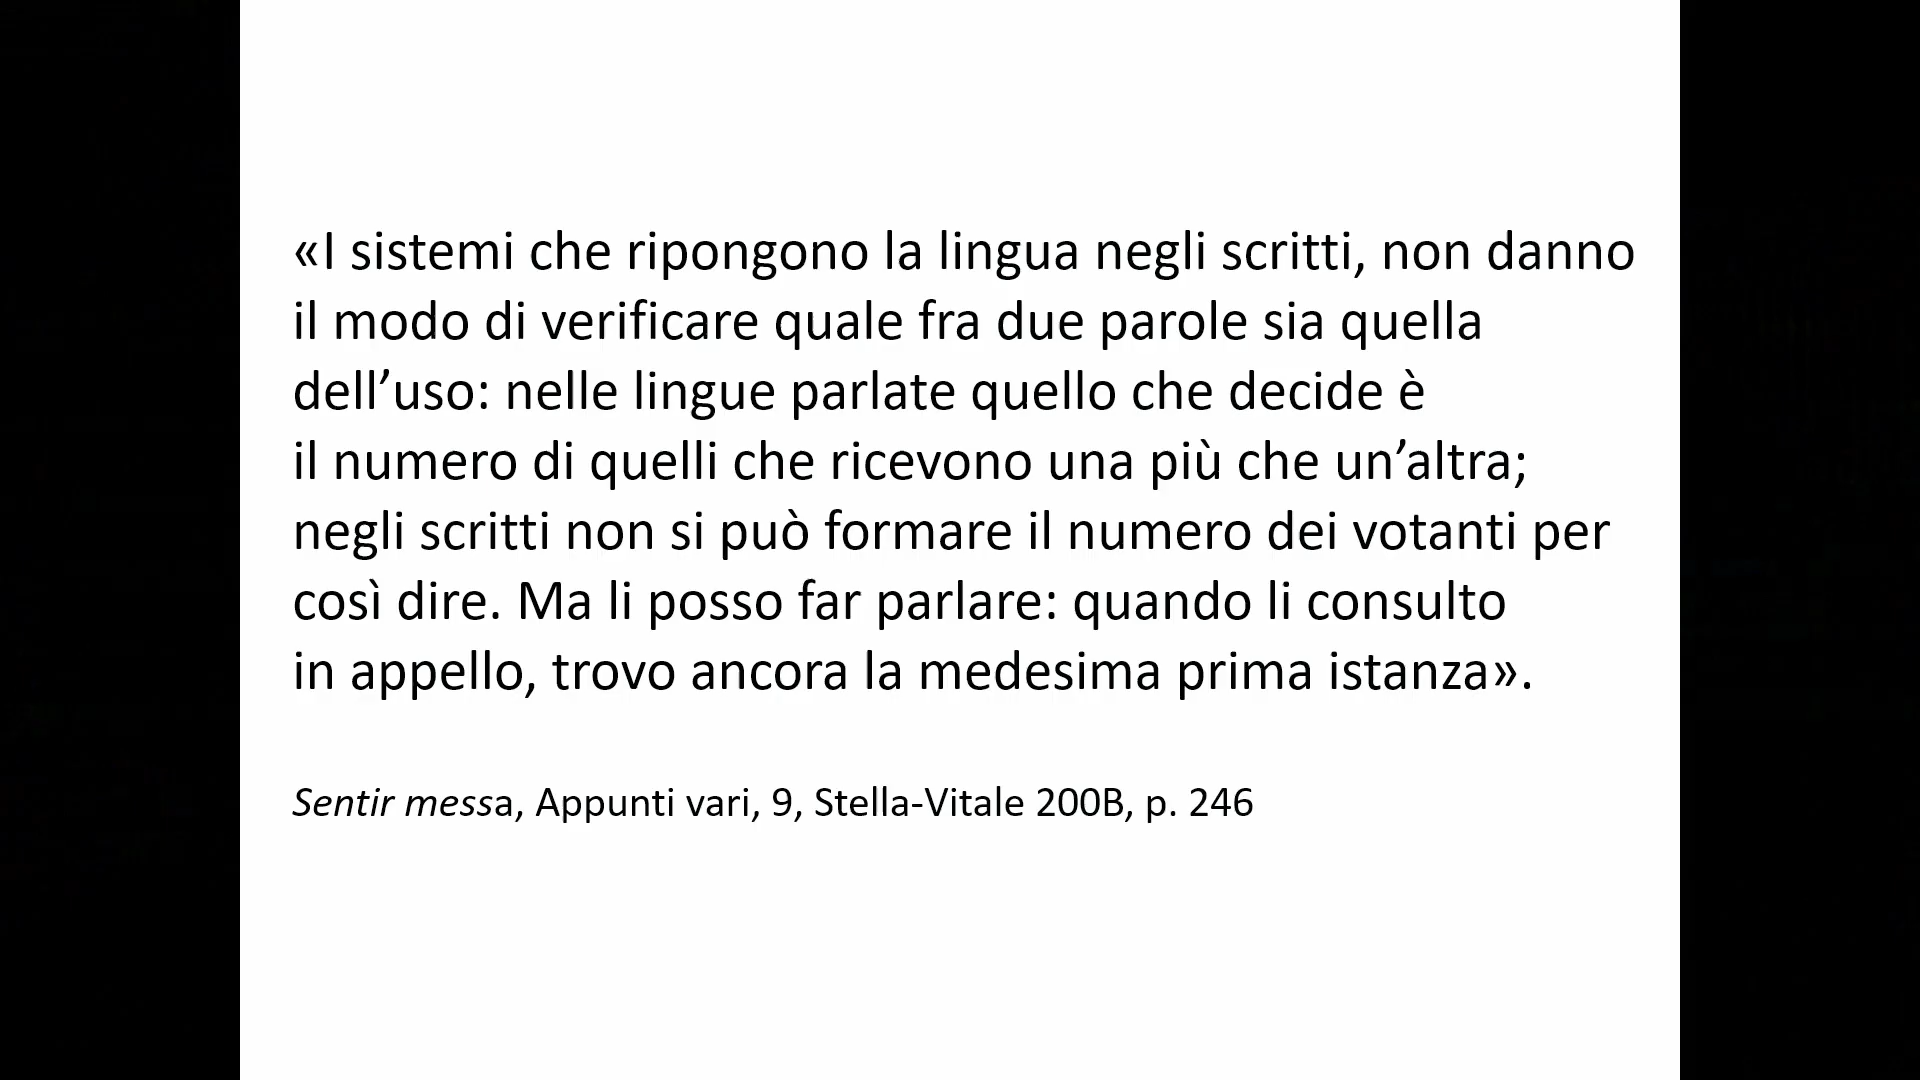 «I sistemi che ripongono la lingua negli scritti, non danno
il modo di verificare quale fra due parole sia quella
dell’uso: nelle lingue parlate quello che decide è
il numero di quelli che ricevono una più che un’altra;
negli scritti non si può formare il numero dei votanti per
così dire. Ma li posso far parlare: quando li consulto
in appello, trovo ancora la medesima prima istanza».
Sentir messa, Appunti vari, 9, Stella-Vitale 200B, p. 246